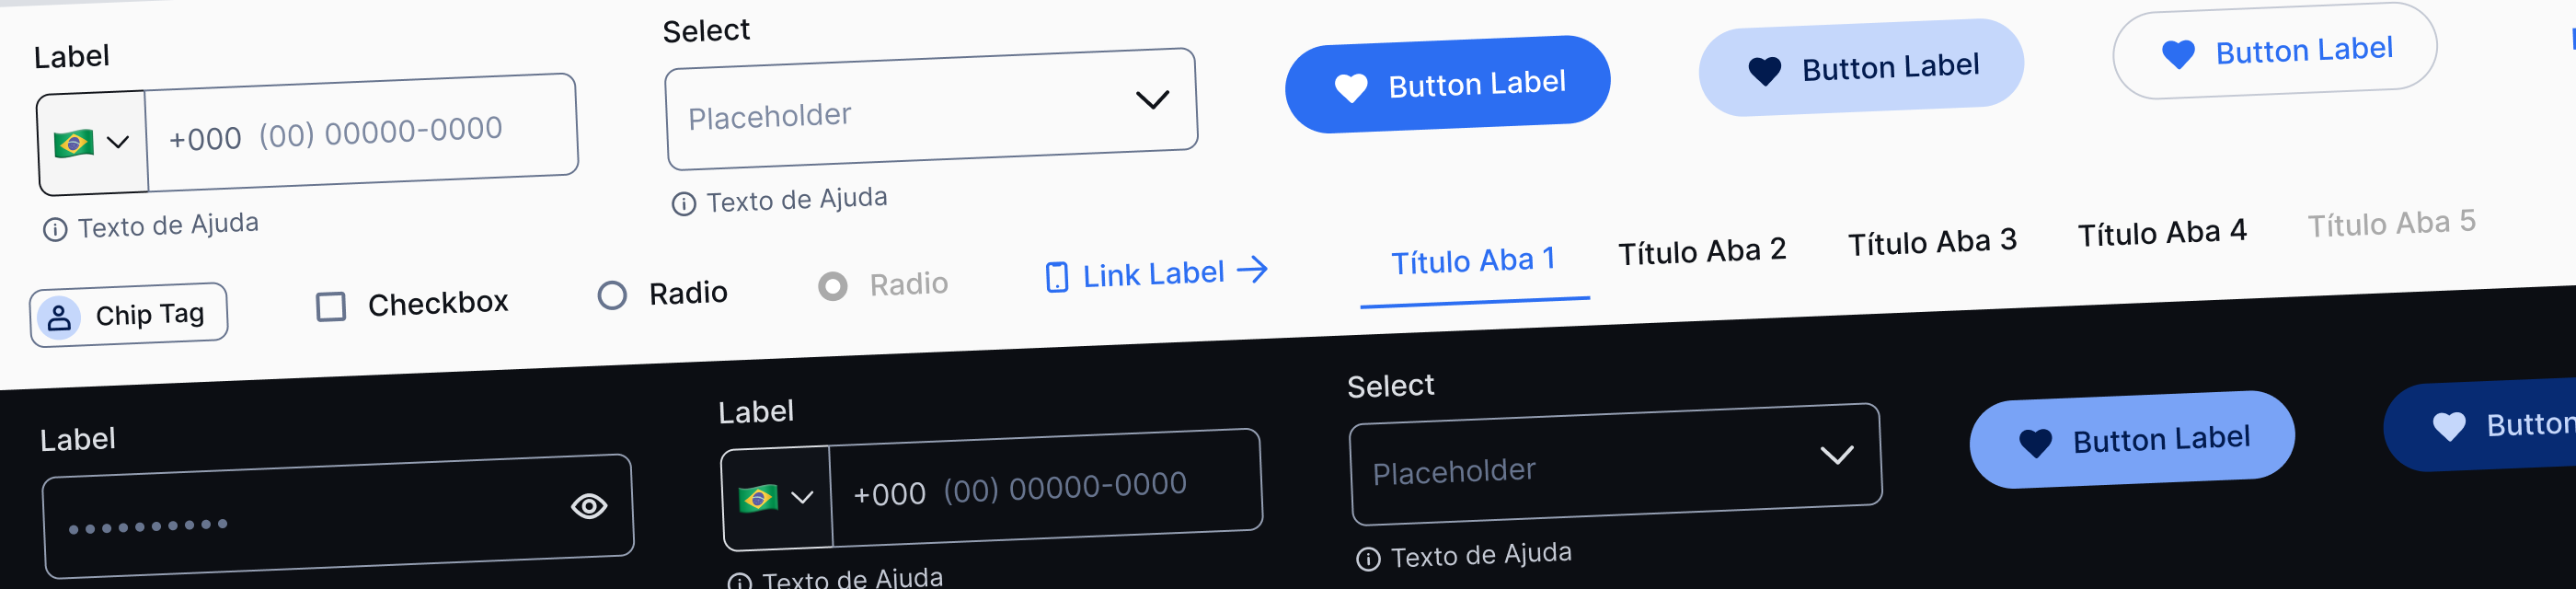 Label
+000 (00) 00000-0000
Texto de Ajuda
Select
Placeholder
Texto de Ajuda
Button Label
Button Label
Button Label
Chip Tag
Checkbox
Radio
Radio
Link Label
Título Aba 1
Título Aba 2
Título Aba 3
Título Aba 4
Título Aba 5
Label
Label
+000 (00) 00000-0000
Texto de Ajuda
Select
Placeholder
Texto de Ajuda
Button Label
Button